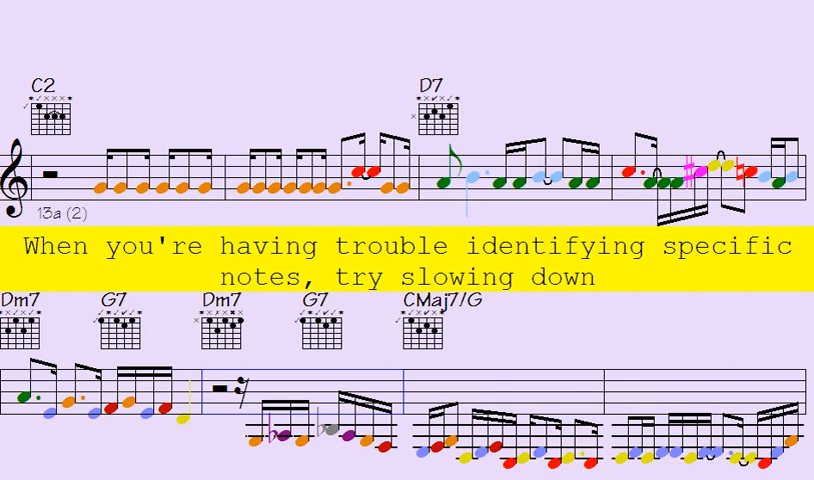 C2 D7
13a (2)
When you're having trouble identifying specific
notes, try slowing down
Dm7 G7 Dm7 G7 CMaj7/G